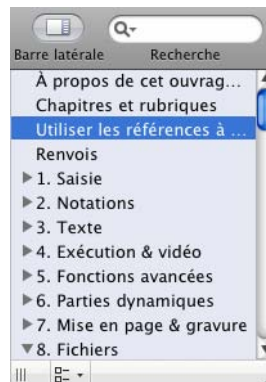 Barre latérale Recherche
À propos de cet ouvrag...
Chapitres et rubriques
Utiliser les références à ...
Renvois
1. Saisie
2. Notations
3. Texte
4. Exécution & vidéo
5. Fonctions avancées
6. Parties dynamiques
7. Mise en page & gravure
8. Fichiers